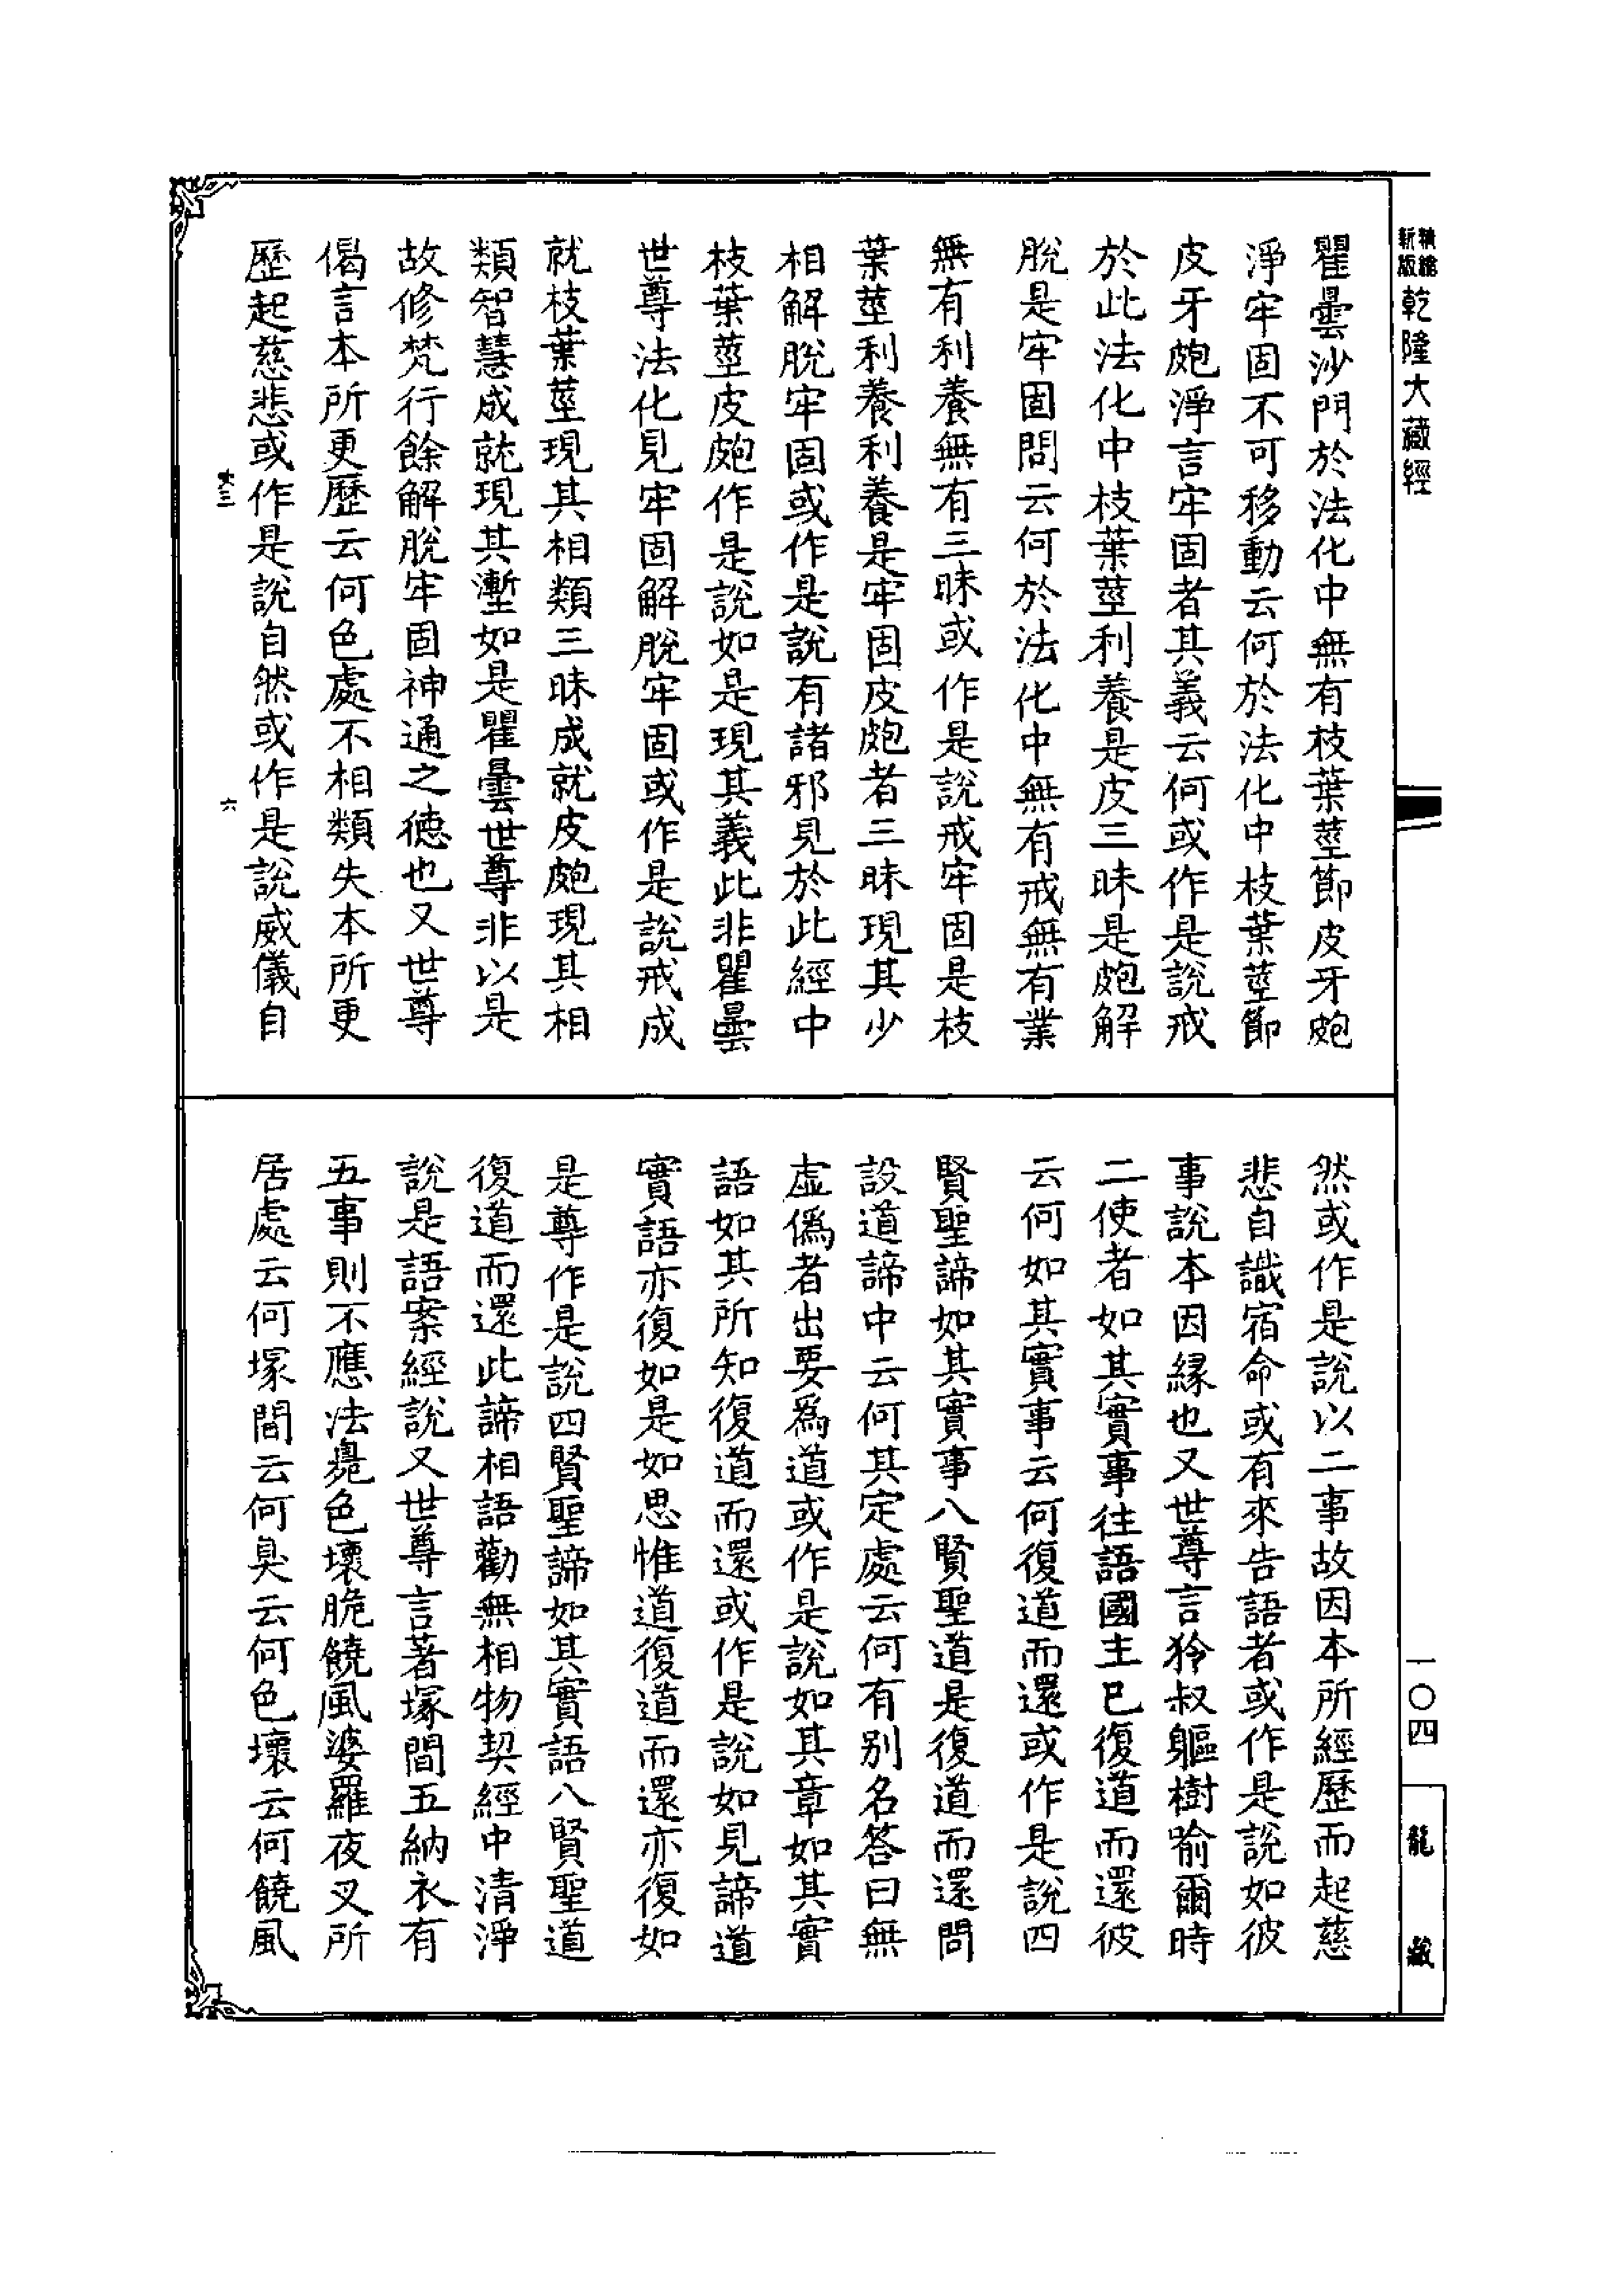 精縮
新版
乾隆大藏經
瞿曇沙門於法化中無有枝葉莖節皮牙皰
淨牢固不可移動云何於法化中枝葉莖節
皮牙皰淨言牢固者其義云何或作是說戒
於此法化中枝葉莖利養是皮三昧是皰解
脫是牢固問云何於法化中無有戒無有業
無有利養無有三昧或作是說戒牢固是枝
葉莖利養利養是牢固皮皰者三昧現其少
相解脫牢固或作是說有諸邪見於此經中
枝葉莖皮皰作是說如是現其義此非瞿曇
世尊法化見牢固解脫牢固或作是說戒成
就枝葉莖現其相類三昧成就皮皰現其相
類智慧成就現其壍如是瞿曇世尊非以是
故修梵行餘解脫牢固神通之德也又世尊
偈言本所更歷云何色處不相類失本所更
歷起慈悲或作是說自然或作是說威儀自
六
然或作是說以二事故因本所經歷而起慈
悲自識宿命或有來告語者或作是說如彼
事說本因緣也又世尊言狑叔軀樹喻爾時
二使者如其實事往語國主已復道而還彼
云何如其實事云何復道而還或作是說四
賢聖諦如其實事八賢聖道是復道而還問
設道諦中云何其定處云何有別名答曰無
虛偽者出要為道或作是說如其章如其實
語如其所知復道而還或作是說如見諦道
實語亦復如是如思惟道復道而還亦復如
是尊作是說四賢聖諦如其實語八賢聖道
復道而還此諦相語勸無相物契經中清淨
說是語案經說又世尊言著塚間五納衣有
五事則不應法臰色壞脆饒風婆羅夜叉所
居處云何塚間云何臭云何色壞云何饒風
一〇四
龍藏